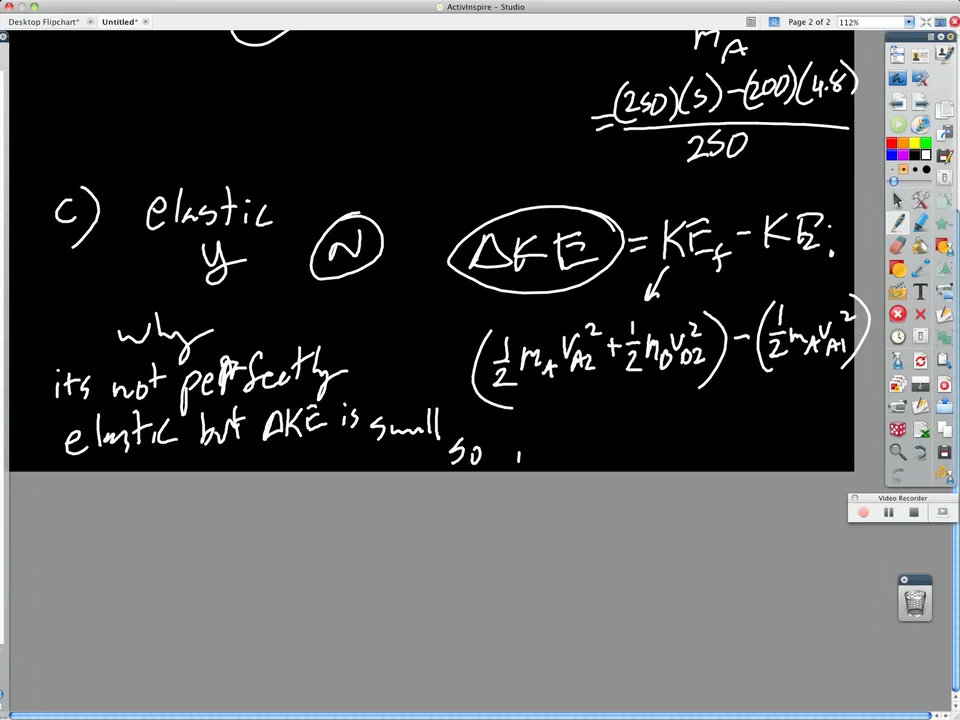 ActivInspire - Studio
Desktop Flipchart*
Untitled*
Page 2 of 2
112%
m_A
= (250)(5) - (200)(4.8)
250
c) elastic
Y N
ΔKE = KE_f - KE_i
why
its not perfectly
elastic but ΔKE is small
so
(1/2 m_A V_A2^2 + 1/2 m_B V_B2^2) - (1/2 m_A V_A1^2)
Video Recorder